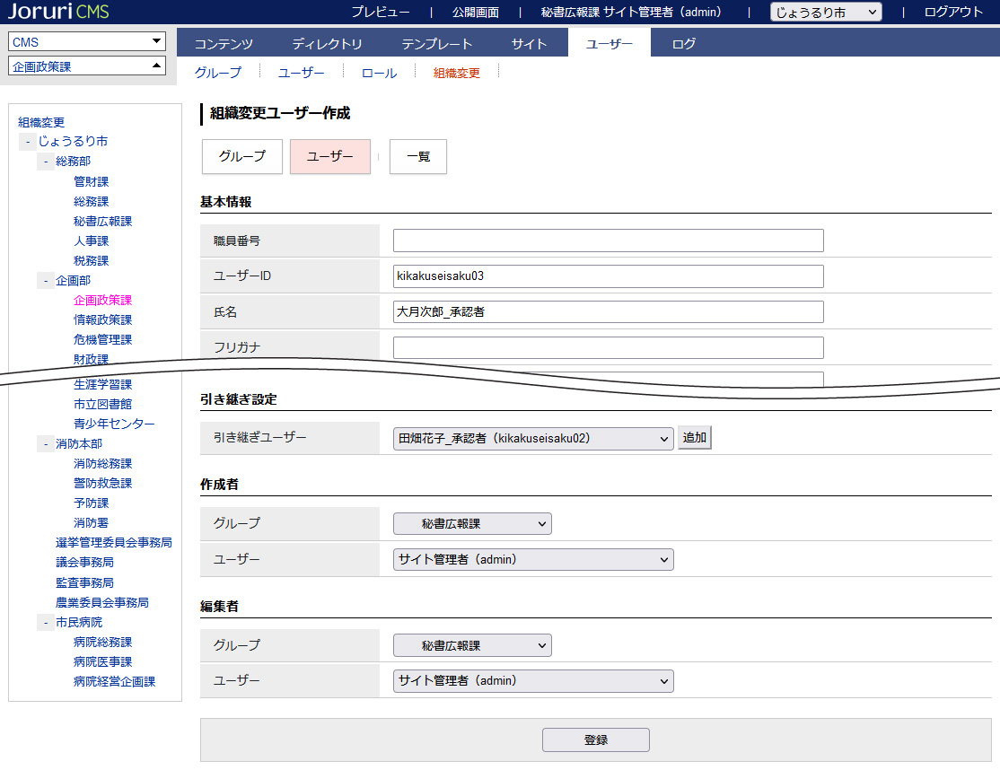 Joruri CMS
プレビュー | 公開画面 | 秘書広報課 サイト管理者（admin） | じょうるり市 | ログアウト
CMS
企画政策課
コンテンツ ディレクトリ テンプレート サイト ユーザー ログ
グループ ユーザー ロール 組織変更
組織変更
- じょうるり市
- 総務部
管財課
総務課
秘書広報課
人事課
税務課
- 企画部
企画政策課
情報政策課
危機管理課
財政課
生涯学習課
市立図書館
青少年センター
- 消防本部
消防総務課
警防救急課
予防課
消防署
選挙管理委員会事務局
議会事務局
監査事務局
農業委員会事務局
- 市民病院
病院総務課
病院医事課
病院経営企画課
組織変更ユーザー作成
グループ ユーザー | 一覧
基本情報
職員番号
ユーザーID kikakuseisaku03
氏名 大月次郎_承認者
フリガナ
引き継ぎ設定
引き継ぎユーザー 田畑花子_承認者（kikakuseisaku02） 追加
作成者
グループ 秘書広報課
ユーザー サイト管理者（admin）
編集者
グループ 秘書広報課
ユーザー サイト管理者（admin）
登録